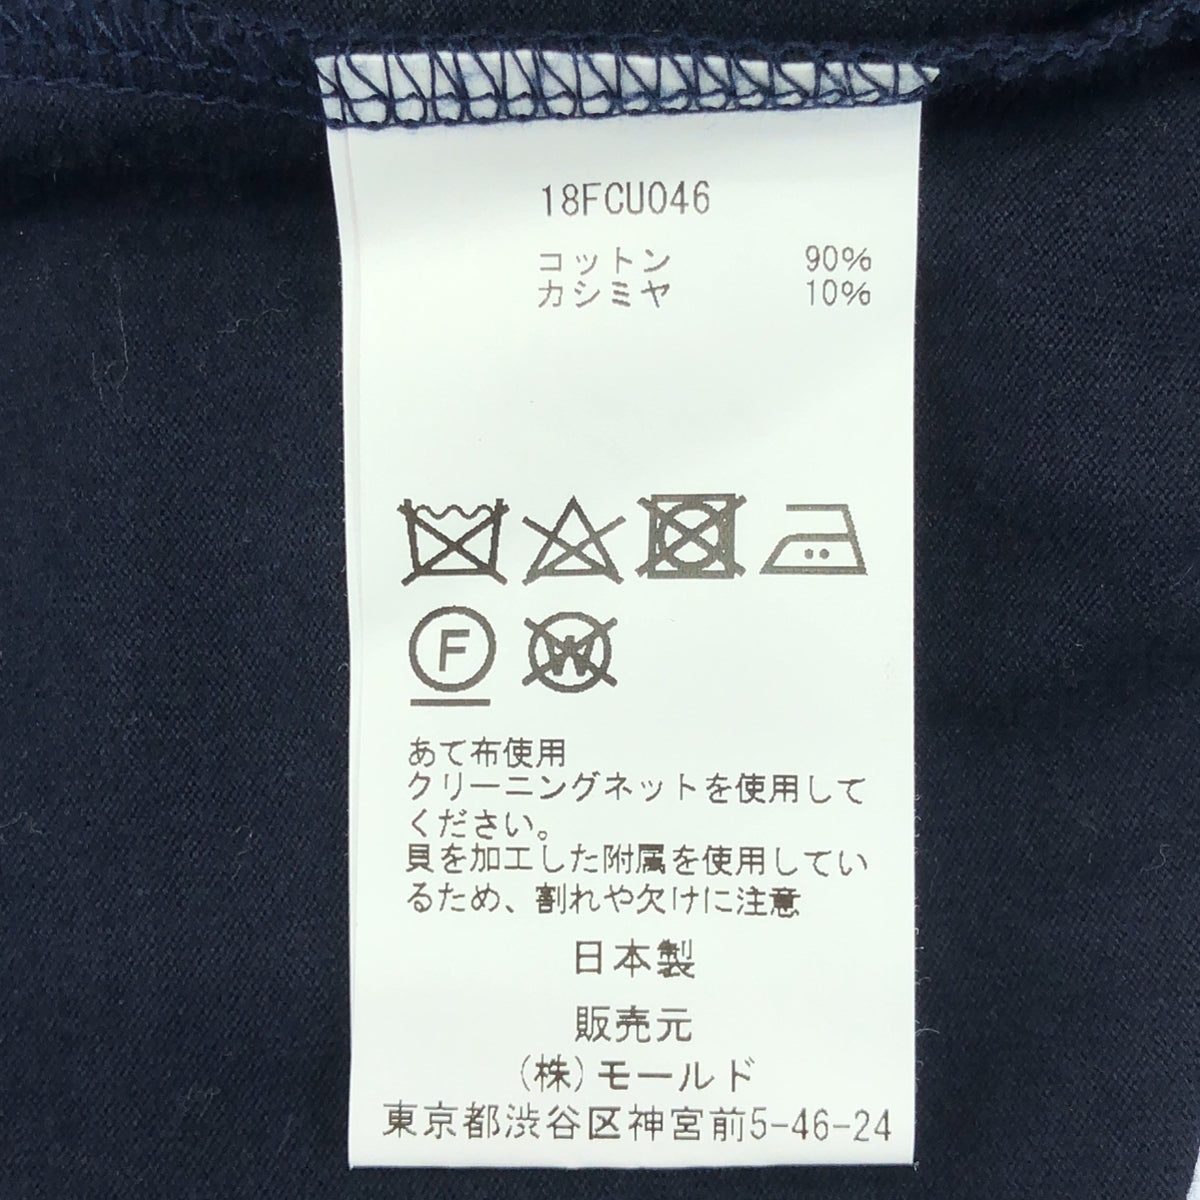 18FCU046
コットン 90%
カシミヤ 10%
F
W
あて布使用
クリーニングネットを使用して
ください。
貝を加工した附属を使用してい
るため、割れや欠けに注意
日本製
販売元
(株)モールド
東京都渋谷区神宮前5-46-24